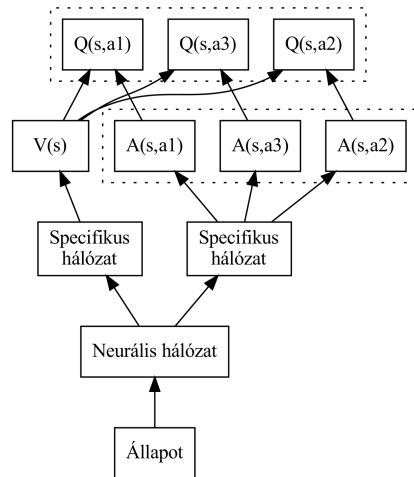 Q(s,a1)
Q(s,a3)
Q(s,a2)
V(s)
A(s,a1)
A(s,a3)
A(s,a2)
Specifikus
hálózat
Specifikus
hálózat
Neurális hálózat
Állapot